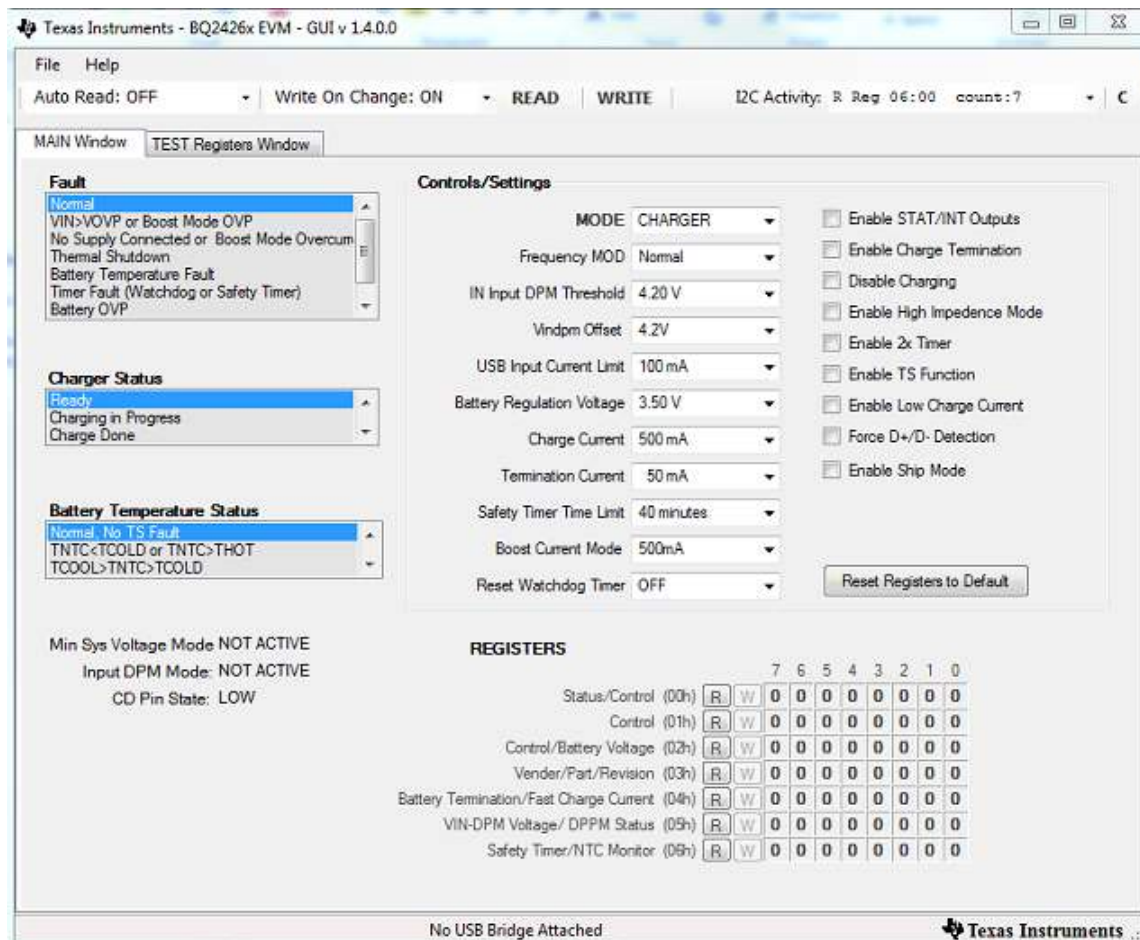 Texas Instruments - BQ2426x EVM - GUI v 1.4.0.0
File Help
Auto Read: OFF Write On Change: ON READ WRITE I2C Activity: R Reg 06:00 count:7 C
MAIN Window TEST Registers Window
Fault
Normal
VIN>VOVP or Boost Mode OVP
No Supply Connected or Boost Mode Overcurn
Thermal Shutdown
Battery Temperature Fault
Timer Fault (Watchdog or Safety Timer)
Battery OVP
Charger Status
Ready
Charging in Progress
Charge Done
Battery Temperature Status
Normal, No TS Fault
TNTC<TCOLD or TNTC>THOT
TCOOL>TNTC>TCOLD
Min Sys Voltage Mode NOT ACTIVE
Input DPM Mode: NOT ACTIVE
CD Pin State: LOW
Controls/Settings
MODE CHARGER
Frequency MOD Normal
IN Input DPM Threshold 4.20 V
Vindpm Offset 4.2V
USB Input Current Limit 100 mA
Battery Regulation Voltage 3.50 V
Charge Current 500 mA
Termination Current 50 mA
Safety Timer Time Limit 40 minutes
Boost Current Mode 500mA
Reset Watchdog Timer OFF
Enable STAT/INT Outputs
Enable Charge Termination
Disable Charging
Enable High Impedence Mode
Enable 2x Timer
Enable TS Function
Enable Low Charge Current
Force D+/D- Detection
Enable Ship Mode
Reset Registers to Default
REGISTERS
7 6 5 4 3 2 1 0
Status/Control (00h) R W 0 0 0 0 0 0 0 0
Control (01h) R W 0 0 0 0 0 0 0 0
Control/Battery Voltage (02h) R W 0 0 0 0 0 0 0 0
Vender/Part/Revision (03h) R W 0 0 0 0 0 0 0 0
Battery Termination/Fast Charge Current (04h) R W 0 0 0 0 0 0 0 0
VIN-DPM Voltage/ DPPM Status (05h) R W 0 0 0 0 0 0 0 0
Safety Timer/NTC Monitor (06h) R W 0 0 0 0 0 0 0 0
No USB Bridge Attached
Texas Instruments